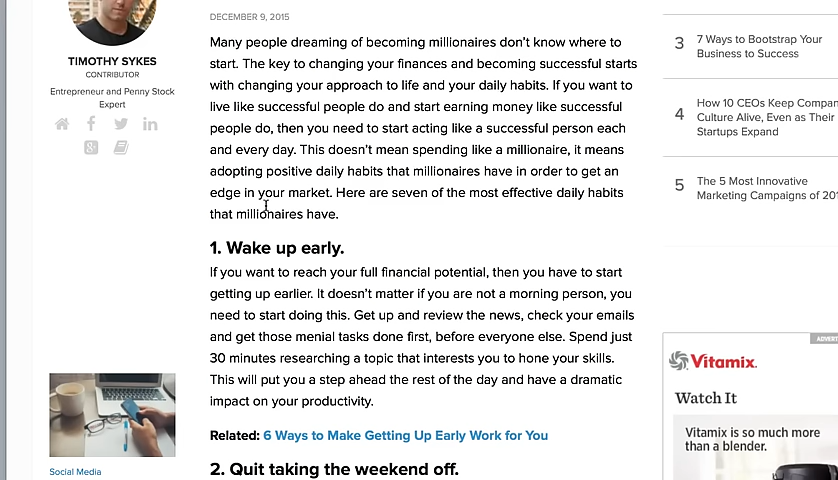 TIMOTHY SYKES
CONTRIBUTOR
Entrepreneur and Penny Stock
Expert
Social Media
DECEMBER 9, 2015
Many people dreaming of becoming millionaires don't know where to
start. The key to changing your finances and becoming successful starts
with changing your approach to life and your daily habits. If you want to
live like successful people do and start earning money like successful
people do, then you need to start acting like a successful person each
and every day. This doesn't mean spending like a millionaire, it means
adopting positive daily habits that millionaires have in order to get an
edge in your market. Here are seven of the most effective daily habits
that millionaires have.
1. Wake up early.
If you want to reach your full financial potential, then you have to start
getting up earlier. It doesn't matter if you are not a morning person, you
need to start doing this. Get up and review the news, check your emails
and get those menial tasks done first, before everyone else. Spend just
30 minutes researching a topic that interests you to hone your skills.
This will put you a step ahead the rest of the day and have a dramatic
impact on your productivity.
Related: 6 Ways to Make Getting Up Early Work for You
2. Quit taking the weekend off.
3 7 Ways to Bootstrap Your
Business to Success
4 How 10 CEOs Keep Compan
Culture Alive, Even as Their
Startups Expand
5 The 5 Most Innovative
Marketing Campaigns of 201
ADVERT
Vitamix.
Watch It
Vitamix is so much more
than a blender.